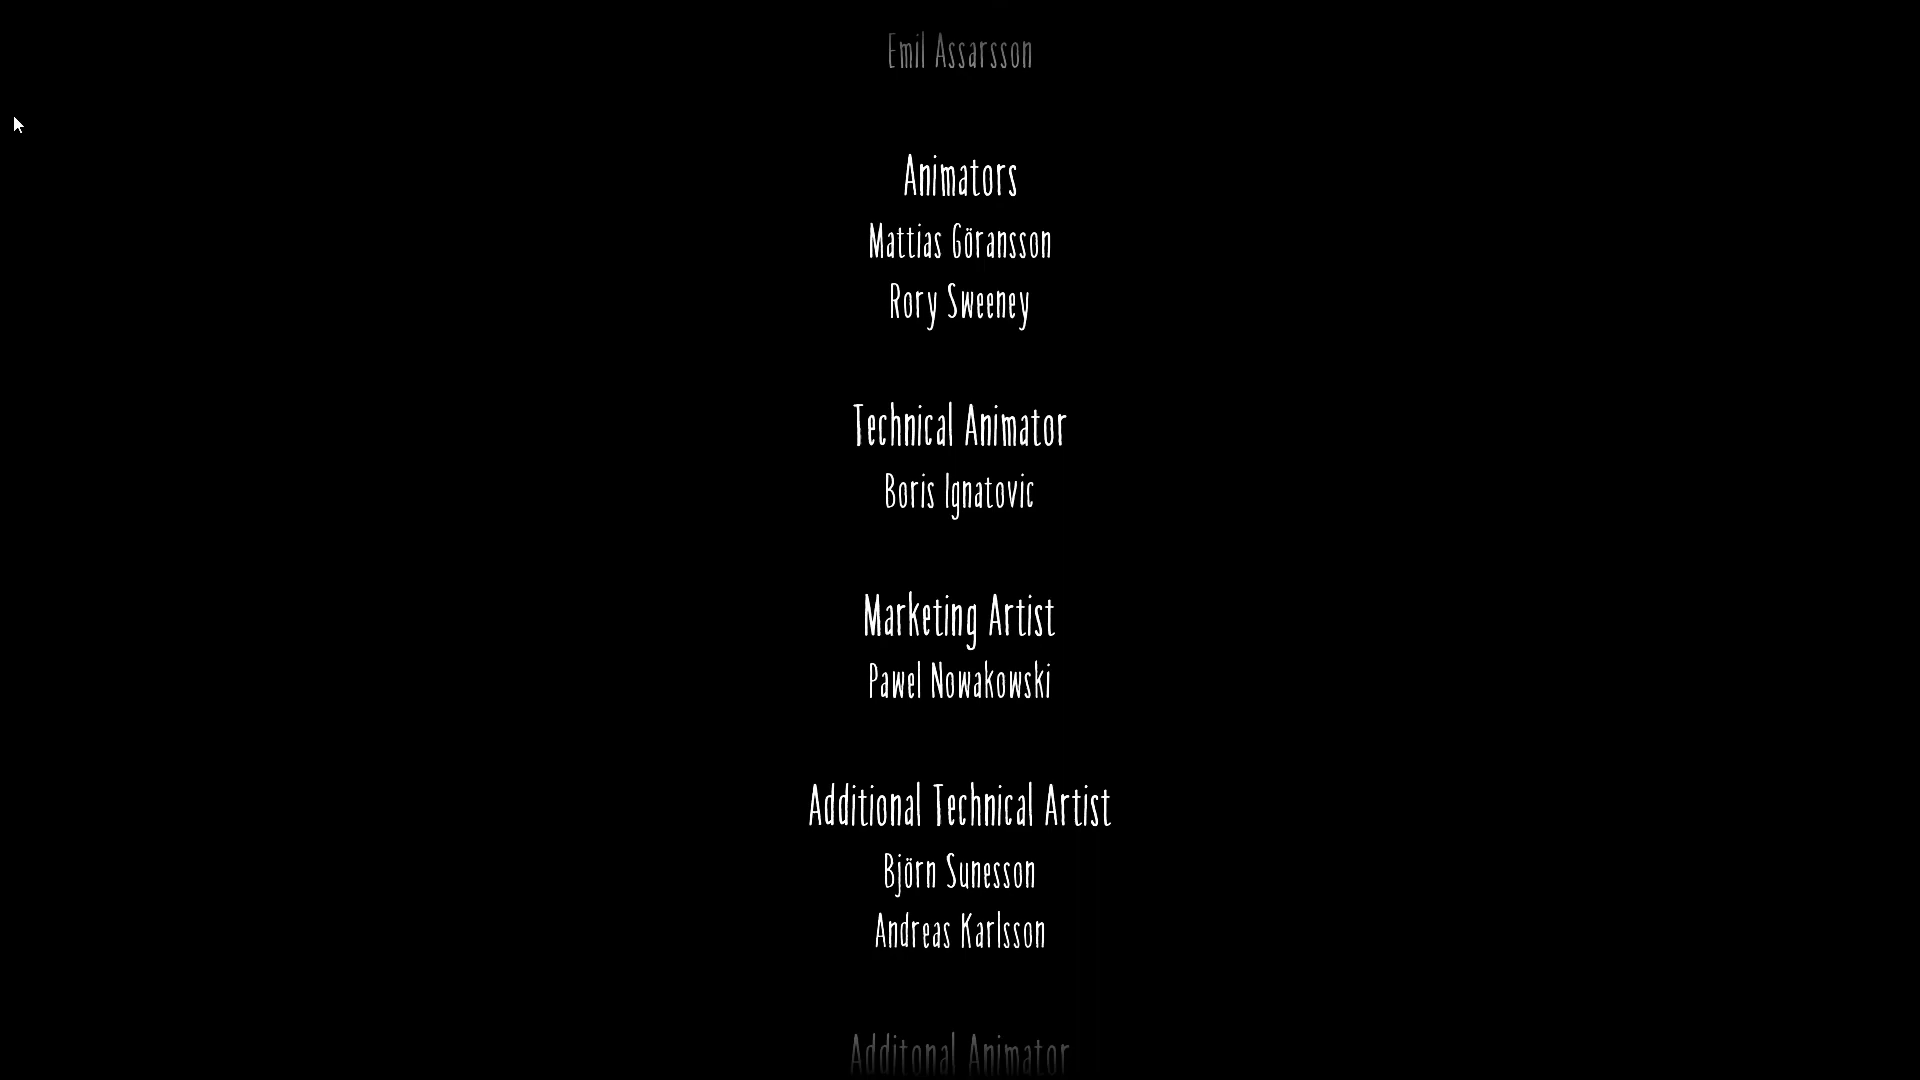 Emil Assarsson
Animators
Mattias Göransson
Rory Sweeney
Technical Animator
Boris Ignatovic
Marketing Artist
Pawel Nowakowski
Additional Technical Artist
Björn Sunesson
Andreas Karlsson
Additonal Animator